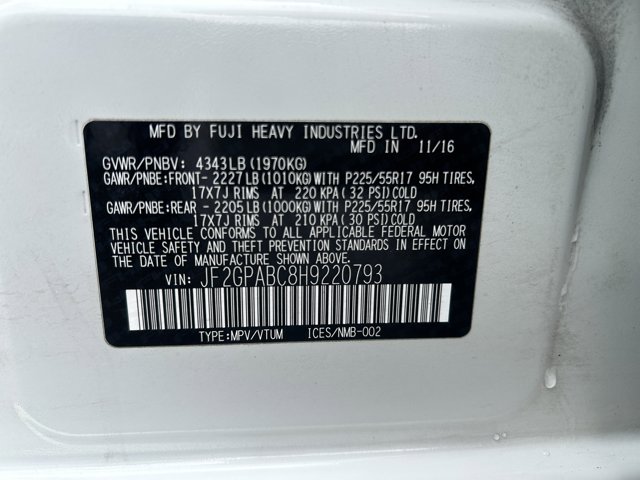 MFD BY FUJI HEAVY INDUSTRIES LTD.
MFD IN 11/16
GVWR/PNBV: 4343LB (1970KG)
GAWR/PNBE:FRONT- 2227LB (1010KG) WITH P225/55R17 95H TIRES,
17X7J RIMS AT 220 KPA ( 32 PSI) COLD
GAWR/PNBE:REAR - 2205LB (1000KG) WITH P225/55R17 95H TIRES,
17X7J RIMS AT 210 KPA ( 30 PSI) COLD
THIS VEHICLE CONFORMS TO ALL APPLICABLE FEDERAL MOTOR
VEHICLE SAFETY AND THEFT PREVENTION STANDARDS IN EFFECT ON
THE DATE OF MANUFACTURE SHOWN ABOVE.
VIN: JF2GPABC8H9220793
TYPE:MPV/VTUM ICES/NMB-002